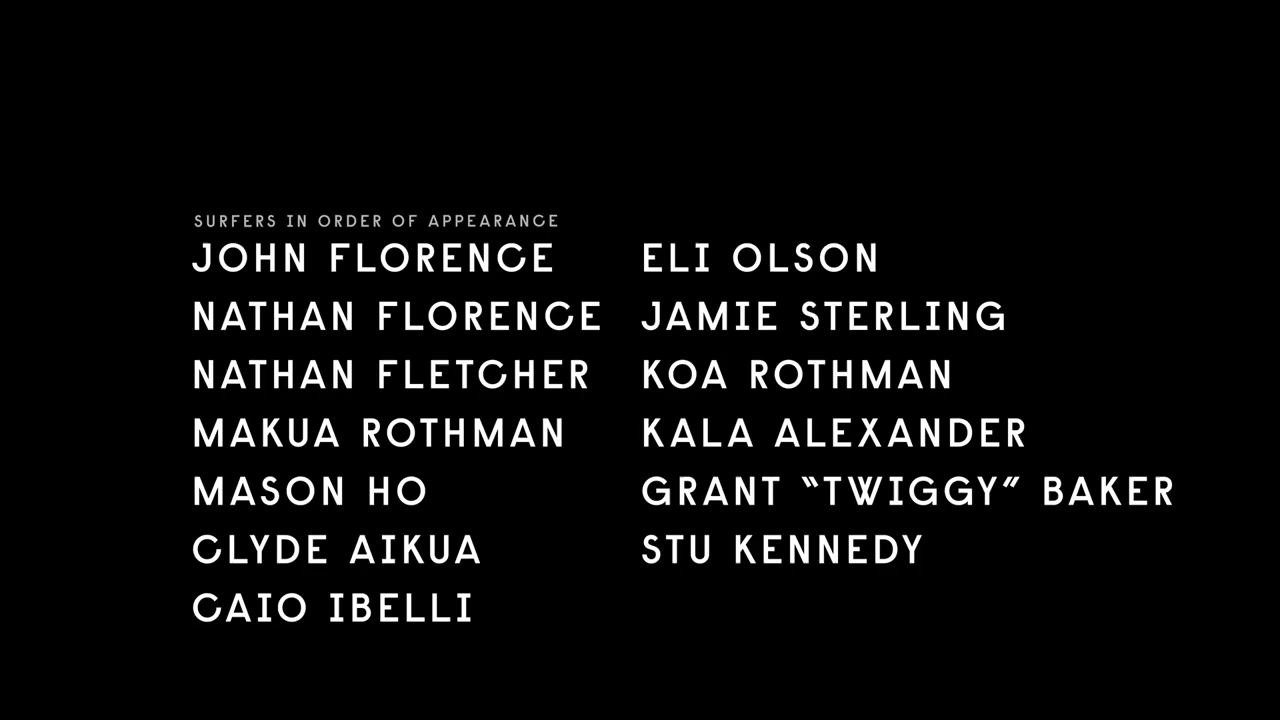 SURFERS IN ORDER OF APPEARANCE
JOHN FLORENCE
NATHAN FLORENCE
NATHAN FLETCHER
MAKUA ROTHMAN
MASON HO
CLYDE AIKUA
CAIO IBELLI
ELI OLSON
JAMIE STERLING
KOA ROTHMAN
KALA ALEXANDER
GRANT “TWIGGY” BAKER
STU KENNEDY